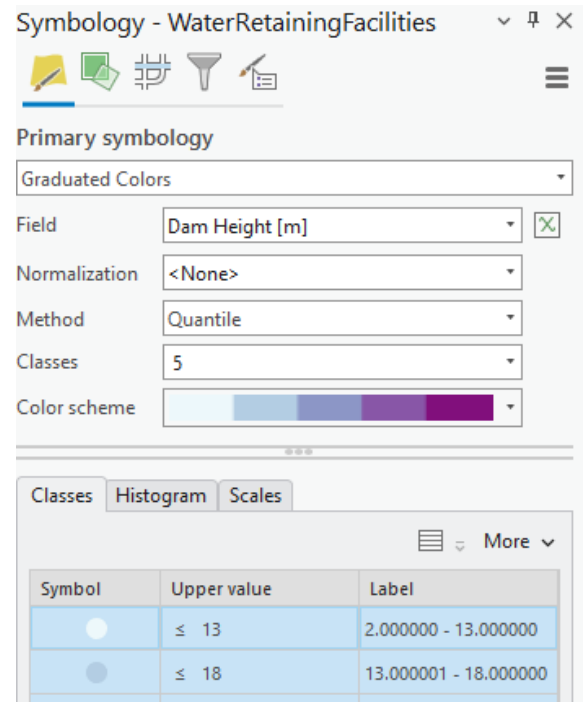 Symbology - WaterRetainingFacilities
Primary symbology
Graduated Colors
Field Dam Height [m]
Normalization <None>
Method Quantile
Classes 5
Color scheme
Classes Histogram Scales
More
Symbol Upper value Label
≤ 13 2.000000 - 13.000000
≤ 18 13.000001 - 18.000000